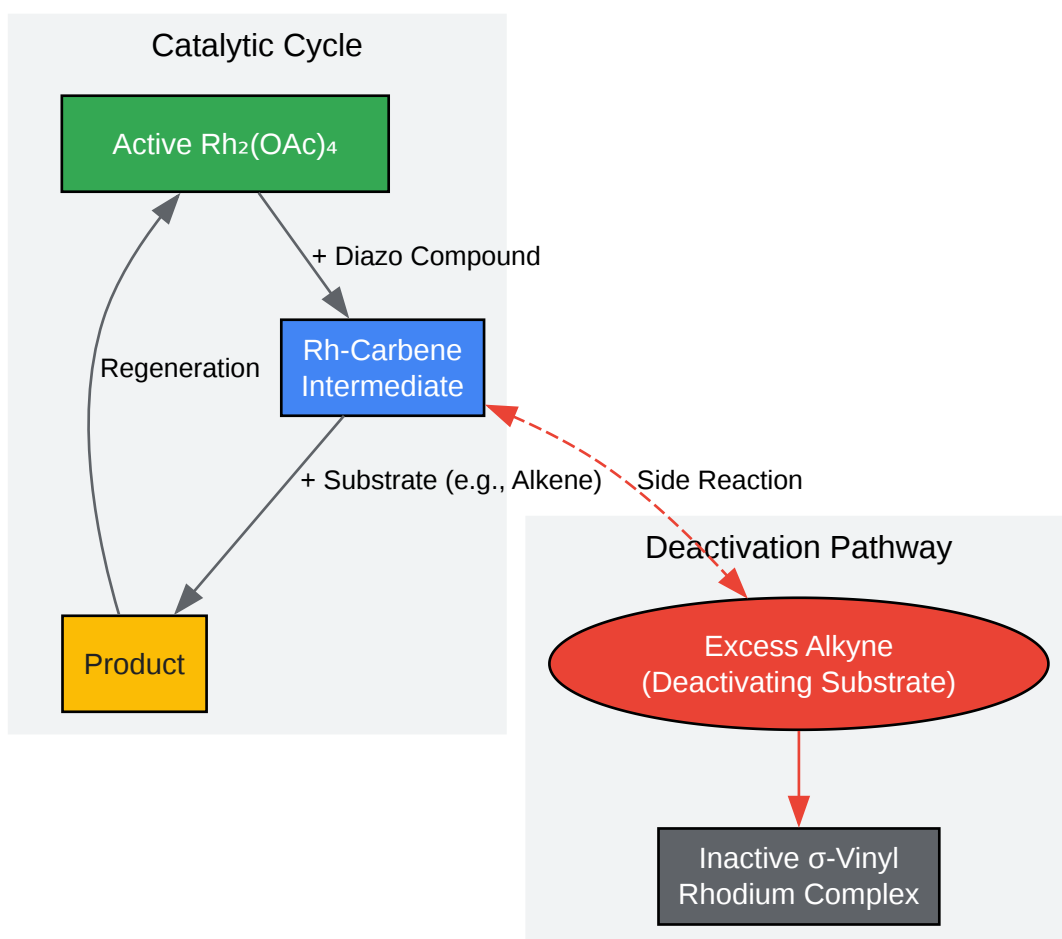 Catalytic Cycle
Active Rh₂(OAc)₄
+ Diazo Compound
Rh-Carbene
Intermediate
Regeneration
+ Substrate (e.g., Alkene)
Side Reaction
Product
Deactivation Pathway
Excess Alkyne
(Deactivating Substrate)
Inactive σ-Vinyl
Rhodium Complex